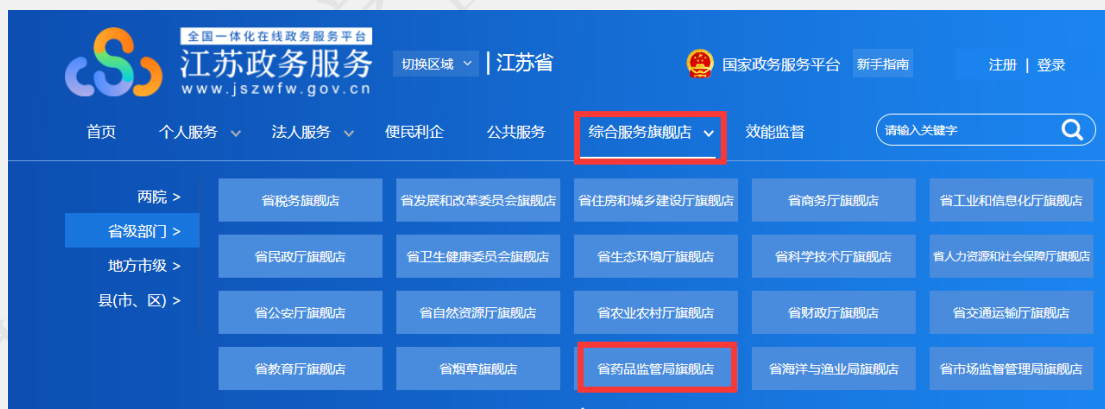 全国一体化在线政务服务平台
江苏政务服务
www.jszwfw.gov.cn
切换区域 | 江苏省
国家政务服务平台 新手指南 注册 | 登录
首页 个人服务 法人服务 便民利企 公共服务 综合服务旗舰店 效能监督 请输入关键字
两院 >
省级部门 >
地方市级 >
县(市、区) >
省税务旗舰店 省发展和改革委员会旗舰店 省住房和城乡建设厅旗舰店 省商务厅旗舰店 省工业和信息化厅旗舰店
省民政厅旗舰店 省卫生健康委员会旗舰店 省生态环境厅旗舰店 省科学技术厅旗舰店 省人力资源和社会保障厅旗舰店
省公安厅旗舰店 省自然资源厅旗舰店 省农业农村厅旗舰店 省财政厅旗舰店 省交通运输厅旗舰店
省教育厅旗舰店 省烟草旗舰店 省药品监管局旗舰店 省海洋与渔业局旗舰店 省市场监督管理局旗舰店